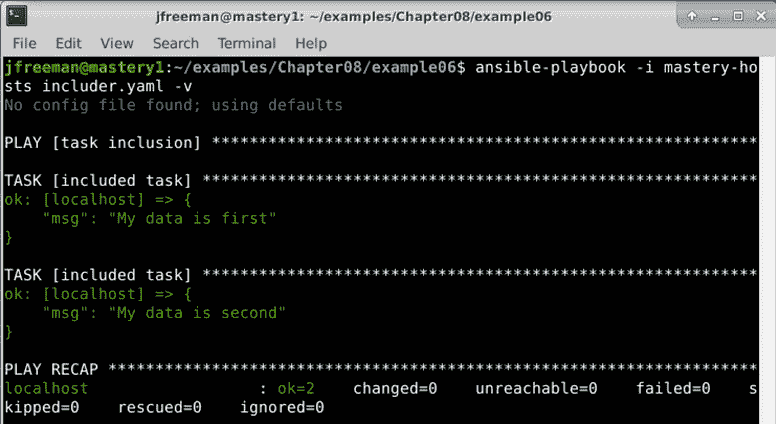 jfreeman@mastery1: ~/examples/Chapter08/example06
File Edit View Search Terminal Help
jfreeman@mastery1:~/examples/Chapter08/example06$ ansible-playbook -i mastery-ho
sts includer.yaml -v
No config file found; using defaults
PLAY [task inclusion] *********************************************************
TASK [included task] **********************************************************
ok: [localhost] => {
    "msg": "My data is first"
}
TASK [included task] **********************************************************
ok: [localhost] => {
    "msg": "My data is second"
}
PLAY RECAP ********************************************************************
localhost                  : ok=2    changed=0    unreachable=0    failed=0    s
kipped=0    rescued=0    ignored=0